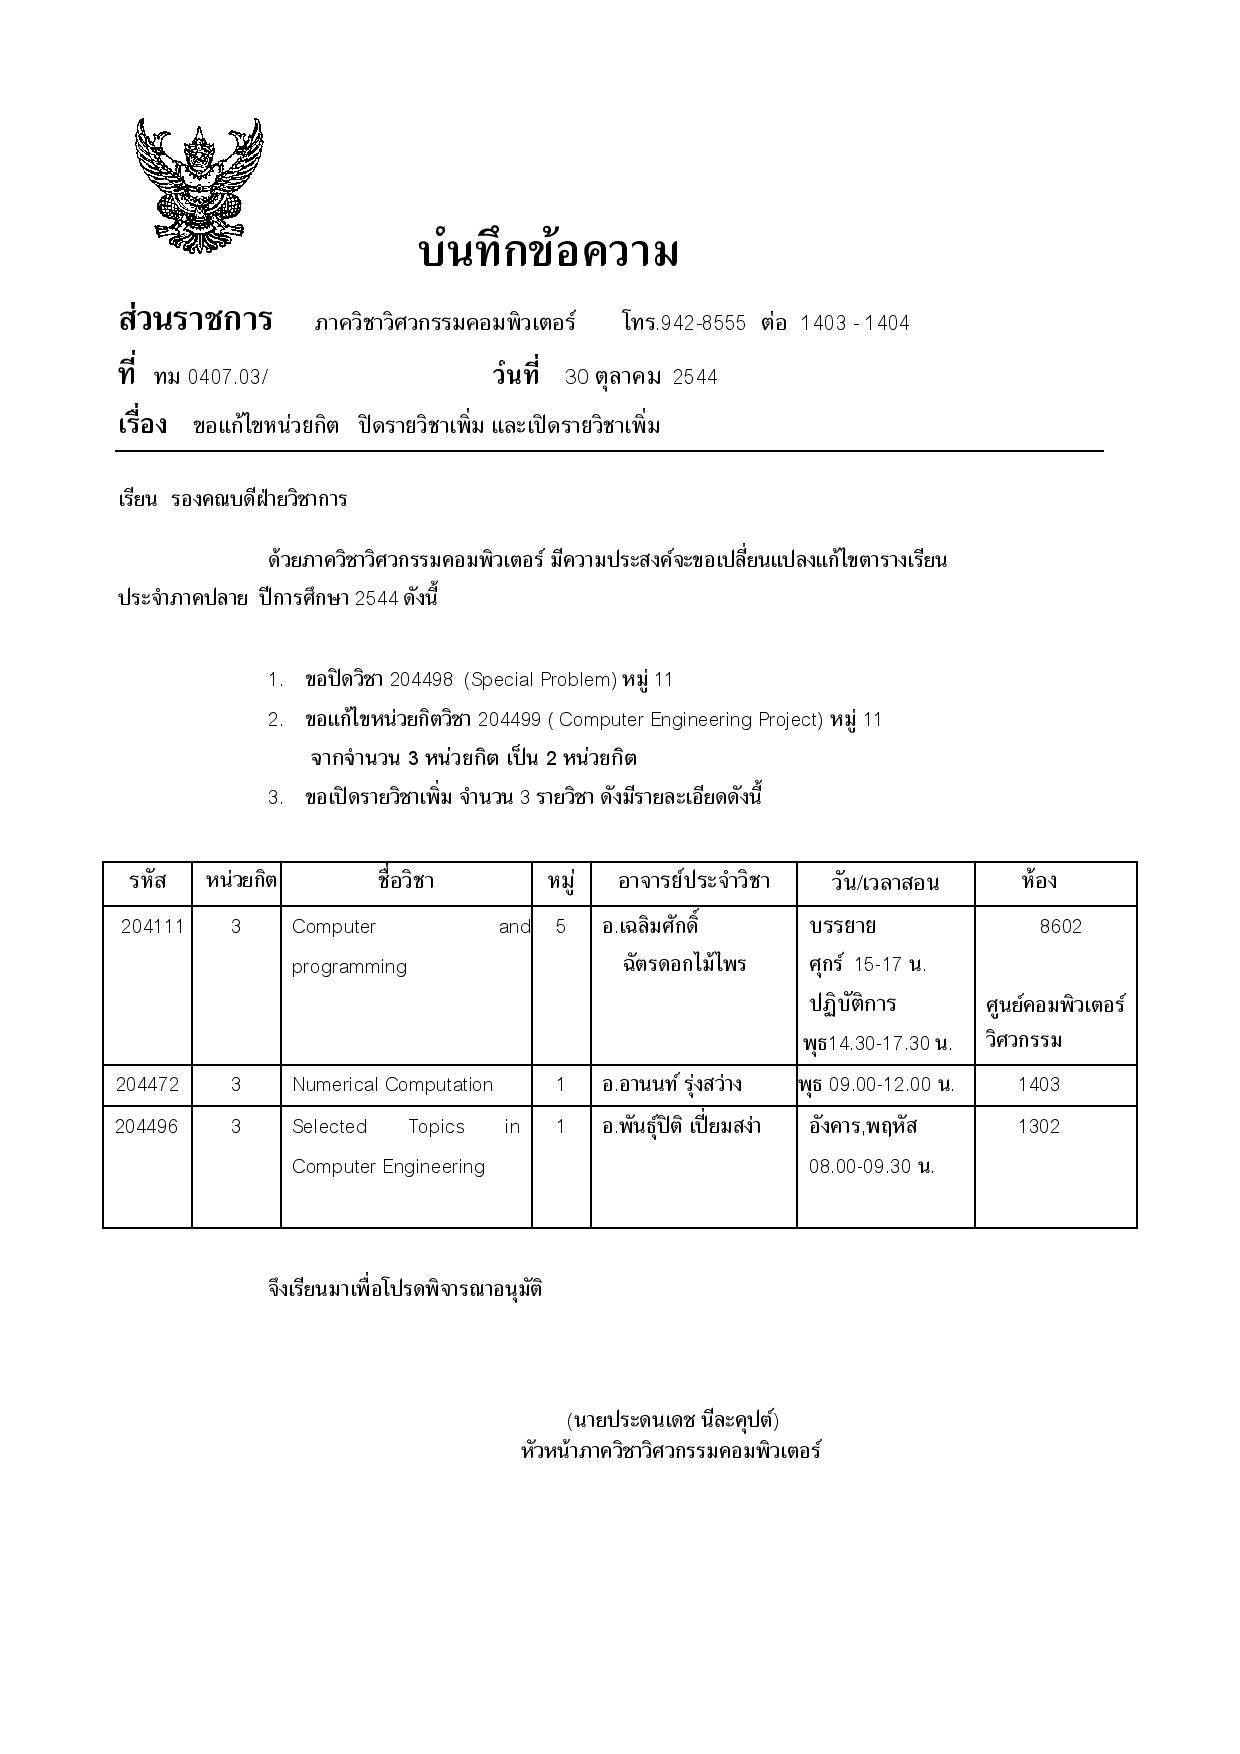 บันทึกข้อความ
ส่วนราชการ ภาควิชาวิศวกรรมคอมพิวเตอร์ โทร.942-8555 ต่อ 1403 - 1404
ที่ ทม 0407.03/ วันที่ 30 ตุลาคม 2544
เรื่อง ขอแก้ไขหน่วยกิต ปิดรายวิชาเพิ่ม และเปิดรายวิชาเพิ่ม
เรียน รองคณบดีฝ่ายวิชาการ
ด้วยภาควิชาวิศวกรรมคอมพิวเตอร์ มีความประสงค์จะขอเปลี่ยนแปลงแก้ไขตารางเรียน
ประจำภาคปลาย ปีการศึกษา 2544 ดังนี้
1. ขอปิดวิชา 204498 (Special Problem) หมู่ 11
2. ขอแก้ไขหน่วยกิตวิชา 204499 ( Computer Engineering Project) หมู่ 11
จากจำนวน 3 หน่วยกิต เป็น 2 หน่วยกิต
3. ขอเปิดรายวิชาเพิ่ม จำนวน 3 รายวิชา ดังมีรายละเอียดดังนี้
รหัส หน่วยกิต ชื่อวิชา หมู่ อาจารย์ประจำวิชา วัน/เวลาสอน ห้อง
204111 3 Computer and 5 อ.เฉลิมศักดิ์ บรรยาย 8602
programming ฉัตรดอกไม้ไพร ศุกร์ 15-17 น.
ปฏิบัติการ ศูนย์คอมพิวเตอร์
พุธ14.30-17.30 น. วิศวกรรม
204472 3 Numerical Computation 1 อ.อานนท์ รุ่งสว่าง พุธ 09.00-12.00 น. 1403
204496 3 Selected Topics in 1 อ.พันธุ์ปิติ เปี่ยมสง่า อังคาร,พฤหัส 1302
Computer Engineering 08.00-09.30 น.
จึงเรียนมาเพื่อโปรดพิจารณาอนุมัติ
(นายประดนเดช นีละคุปต์)
หัวหน้าภาควิชาวิศวกรรมคอมพิวเตอร์